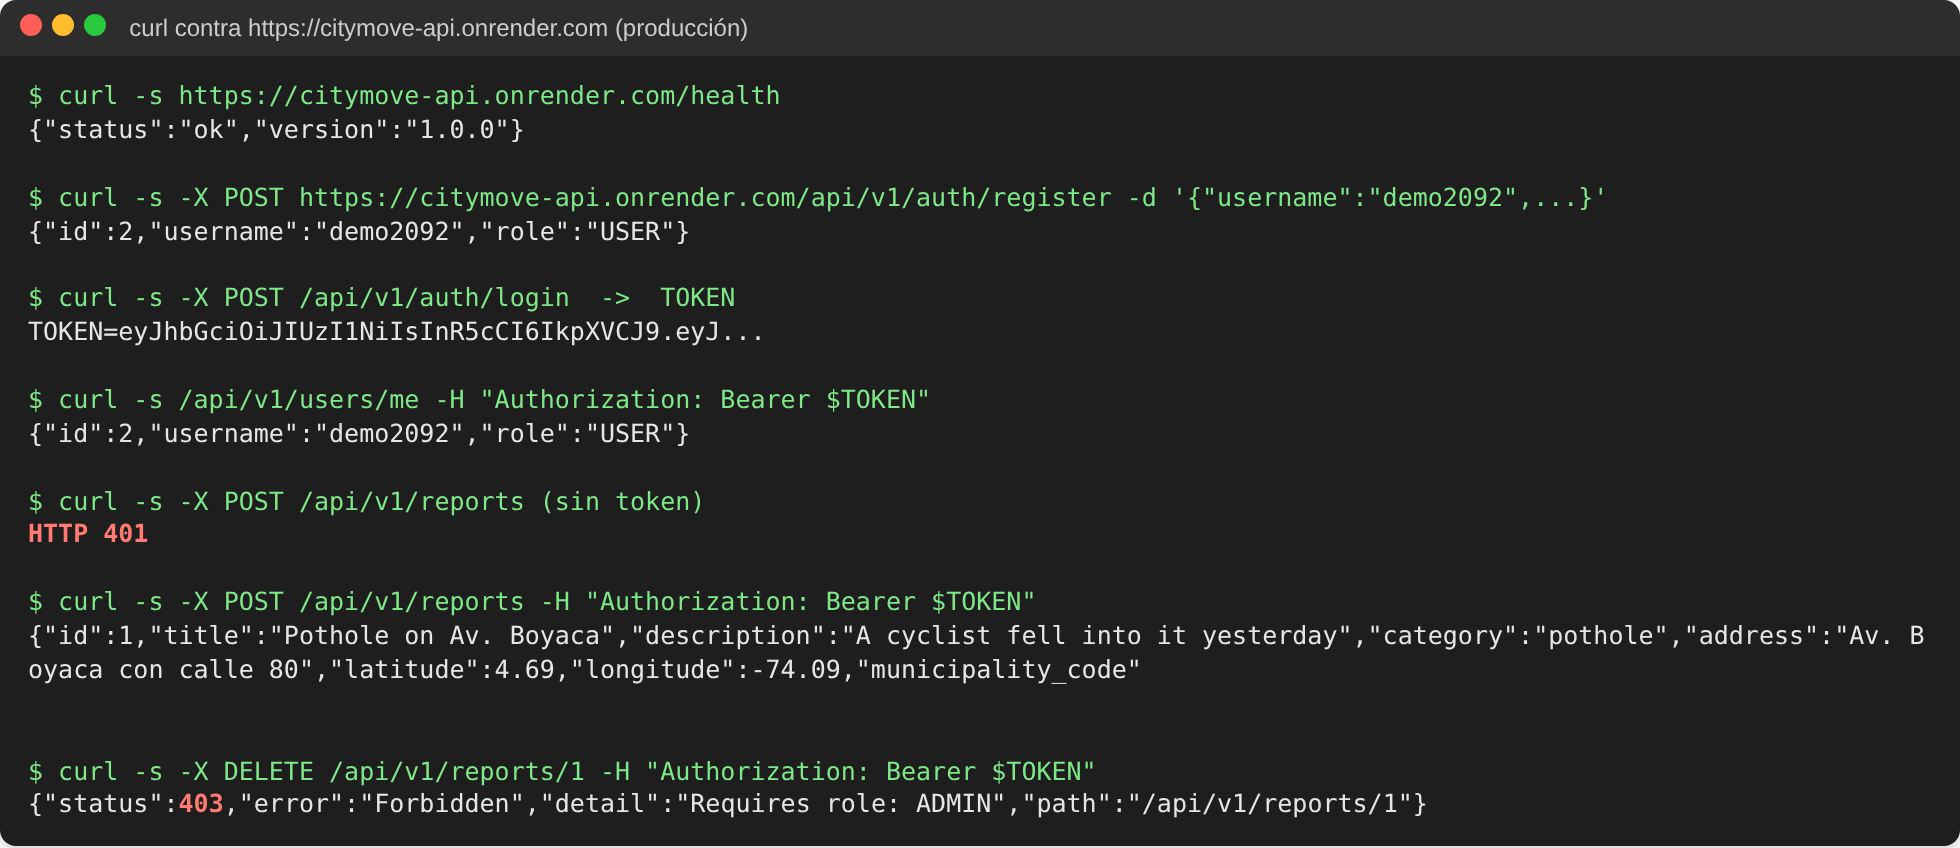 curl contra https://citymove-api.onrender.com (producción)
$ curl -s https://citymove-api.onrender.com/health
{"status":"ok","version":"1.0.0"}
$ curl -s -X POST https://citymove-api.onrender.com/api/v1/auth/register -d '{"username":"demo2092",...}'
{"id":2,"username":"demo2092","role":"USER"}
$ curl -s -X POST /api/v1/auth/login  ->  TOKEN
TOKEN=eyJhbGciOiJIUzI1NiIsInR5cCI6IkpXVCJ9.eyJ...
$ curl -s /api/v1/users/me -H "Authorization: Bearer $TOKEN"
{"id":2,"username":"demo2092","role":"USER"}
$ curl -s -X POST /api/v1/reports (sin token)
HTTP 401
$ curl -s -X POST /api/v1/reports -H "Authorization: Bearer $TOKEN"
{"id":1,"title":"Pothole on Av. Boyaca","description":"A cyclist fell into it yesterday","category":"pothole","address":"Av. B
oyaca con calle 80","latitude":4.69,"longitude":-74.09,"municipality_code"
$ curl -s -X DELETE /api/v1/reports/1 -H "Authorization: Bearer $TOKEN"
{"status":403,"error":"Forbidden","detail":"Requires role: ADMIN","path":"/api/v1/reports/1"}